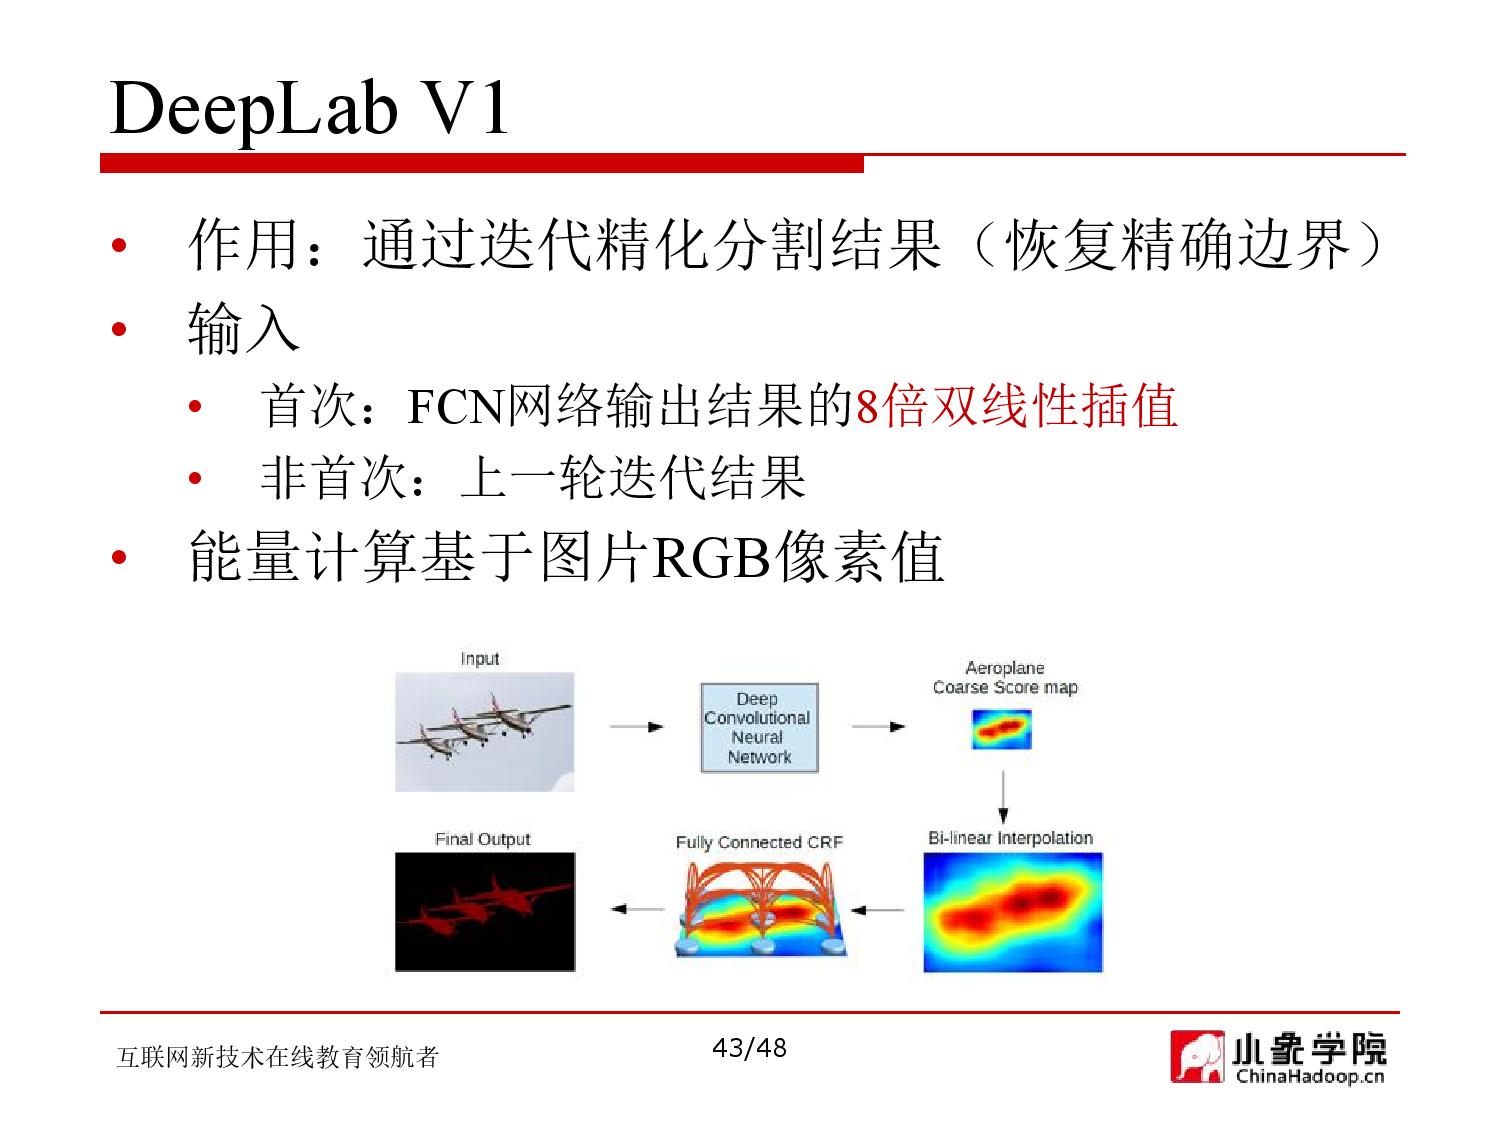 DeepLab V1
• 作用：通过迭代精化分割结果（恢复精确边界）
• 输入
• 首次：FCN网络输出结果的8倍双线性插值
• 非首次：上一轮迭代结果
• 能量计算基于图片RGB像素值
Input
Deep
Convolutional
Neural
Network
Aeroplane
Coarse Score map
Bi-linear Interpolation
Fully Connected CRF
Final Output
互联网新技术在线教育领航者
43/48
小象学院
ChinaHadoop.cn